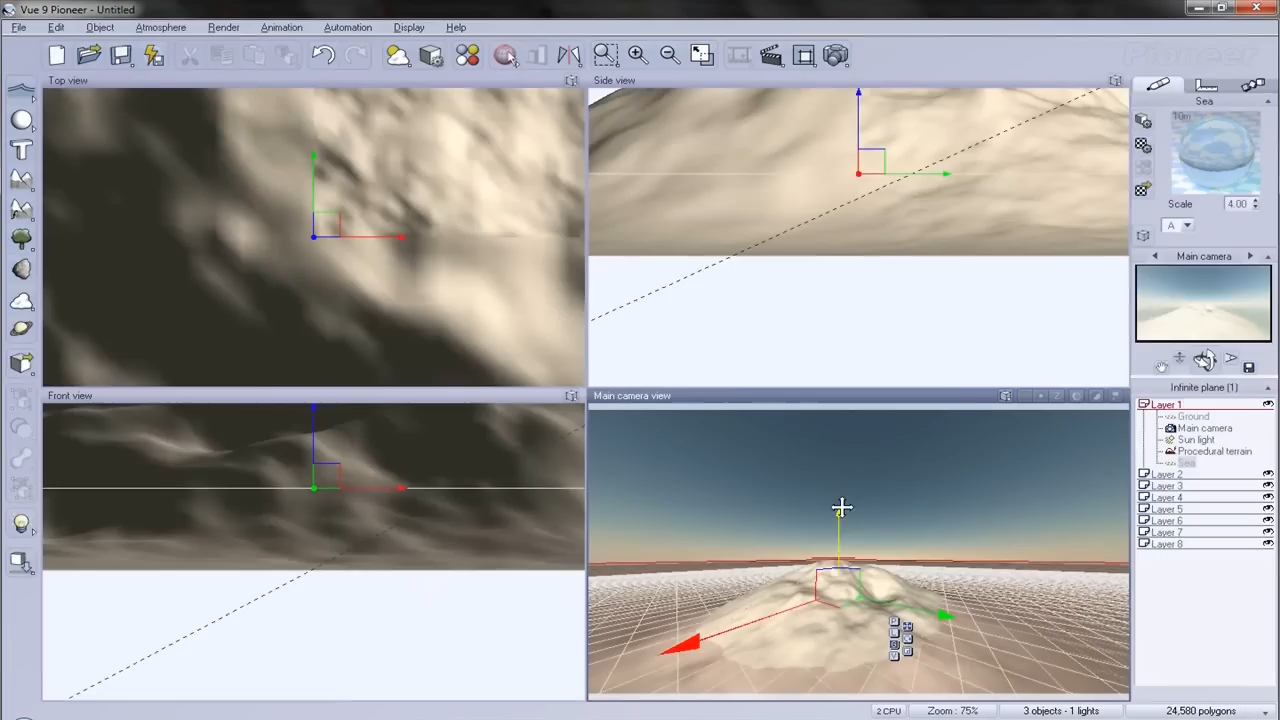 Vue 9 Pioneer - Untitled
File Edit Object Atmosphere Render Animation Automation Display Help
Pioneer
Top view
Side view
Sea
10m
Scale 4.00
A
Main camera
Front view
Main camera view
Infinite plane [1]
Layer 1
Ground
Main camera
Sun light
Procedural terrain
Sea
Layer 2
Layer 3
Layer 4
Layer 5
Layer 6
Layer 7
Layer 8
2 CPU Zoom : 75% 3 objects - 1 lights 24,580 polygons